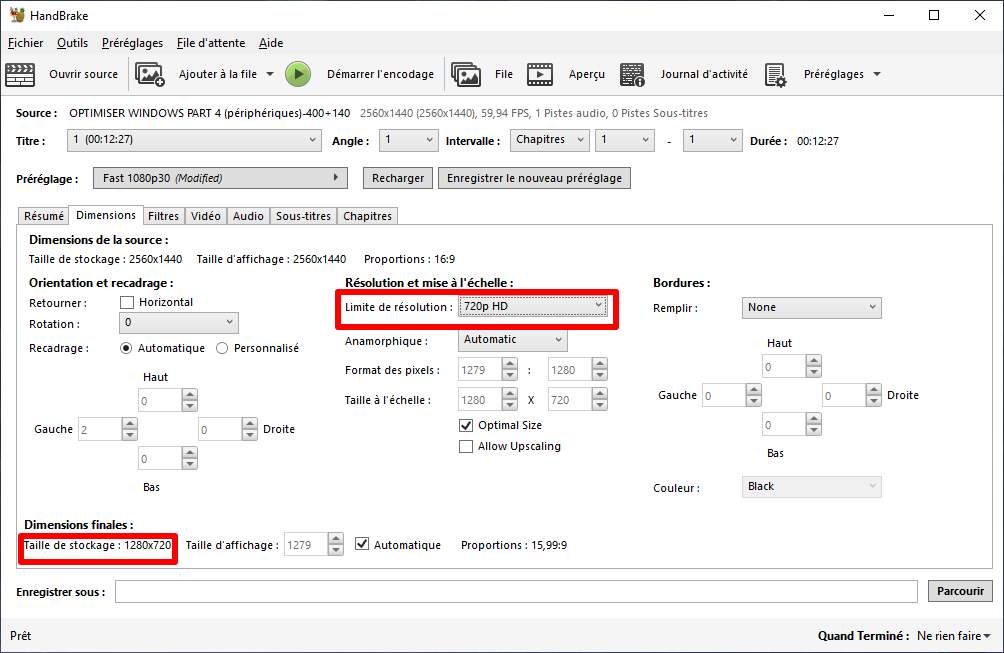 HandBrake
Fichier Outils Préréglages File d'attente Aide
Ouvrir source Ajouter à la file Démarrer l'encodage File Aperçu Journal d'activité Préréglages
Source : OPTIMISER WINDOWS PART 4 (périphériques)-400+140 2560x1440 (2560x1440), 59,94 FPS, 1 Pistes audio, 0 Pistes Sous-titres
Titre : 1 (00:12:27) Angle : 1 Intervalle : Chapitres 1 - 1 Durée : 00:12:27
Préréglage : Fast 1080p30 (Modified) Recharger Enregistrer le nouveau préréglage
Résumé Dimensions Filtres Vidéo Audio Sous-titres Chapitres
Dimensions de la source :
Taille de stockage : 2560x1440 Taille d'affichage : 2560x1440 Proportions : 16:9
Orientation et recadrage : Résolution et mise à l'échelle : Bordures :
Retourner : Horizontal Limite de résolution : 720p HD Remplir : None
Rotation : 0
Recadrage : Automatique Personnalisé Anamorphique : Automatic Haut
Format des pixels : 1279 : 1280 0
Haut
0 Taille à l'échelle : 1280 X 720 Gauche 0 0 Droite
Gauche 2 0 Droite Optimal Size 0
Allow Upscaling Bas
0
Bas Couleur : Black
Dimensions finales :
Taille de stockage : 1280x720 Taille d'affichage : 1279 Automatique Proportions : 15,99:9
Enregistrer sous : Parcourir
Prêt Quand Terminé : Ne rien faire